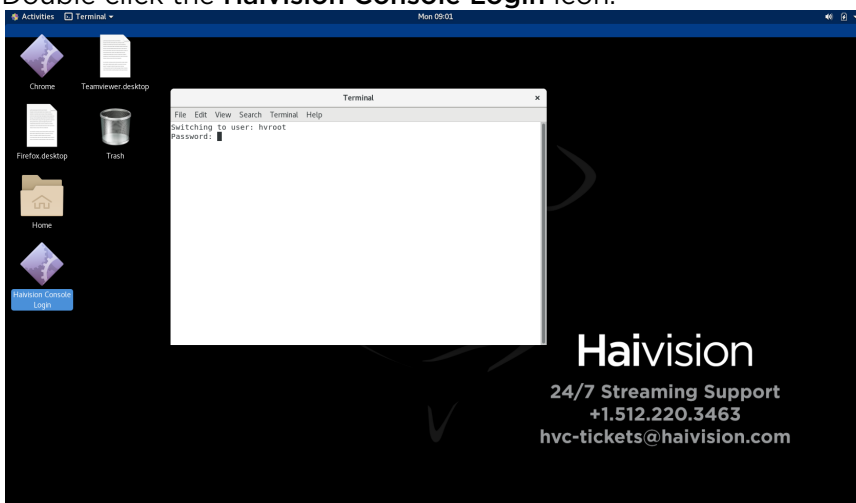 Double click the Haivision Console Login icon.
Activities Terminal Mon 09:01
Chrome
Teamviewer.desktop
Firefox.desktop
Trash
Home
Haivision Console
Login
Terminal
File Edit View Search Terminal Help
Switching to user: hvroot
Password:
Haivision
24/7 Streaming Support
+1.512.220.3463
hvc-tickets@haivision.com